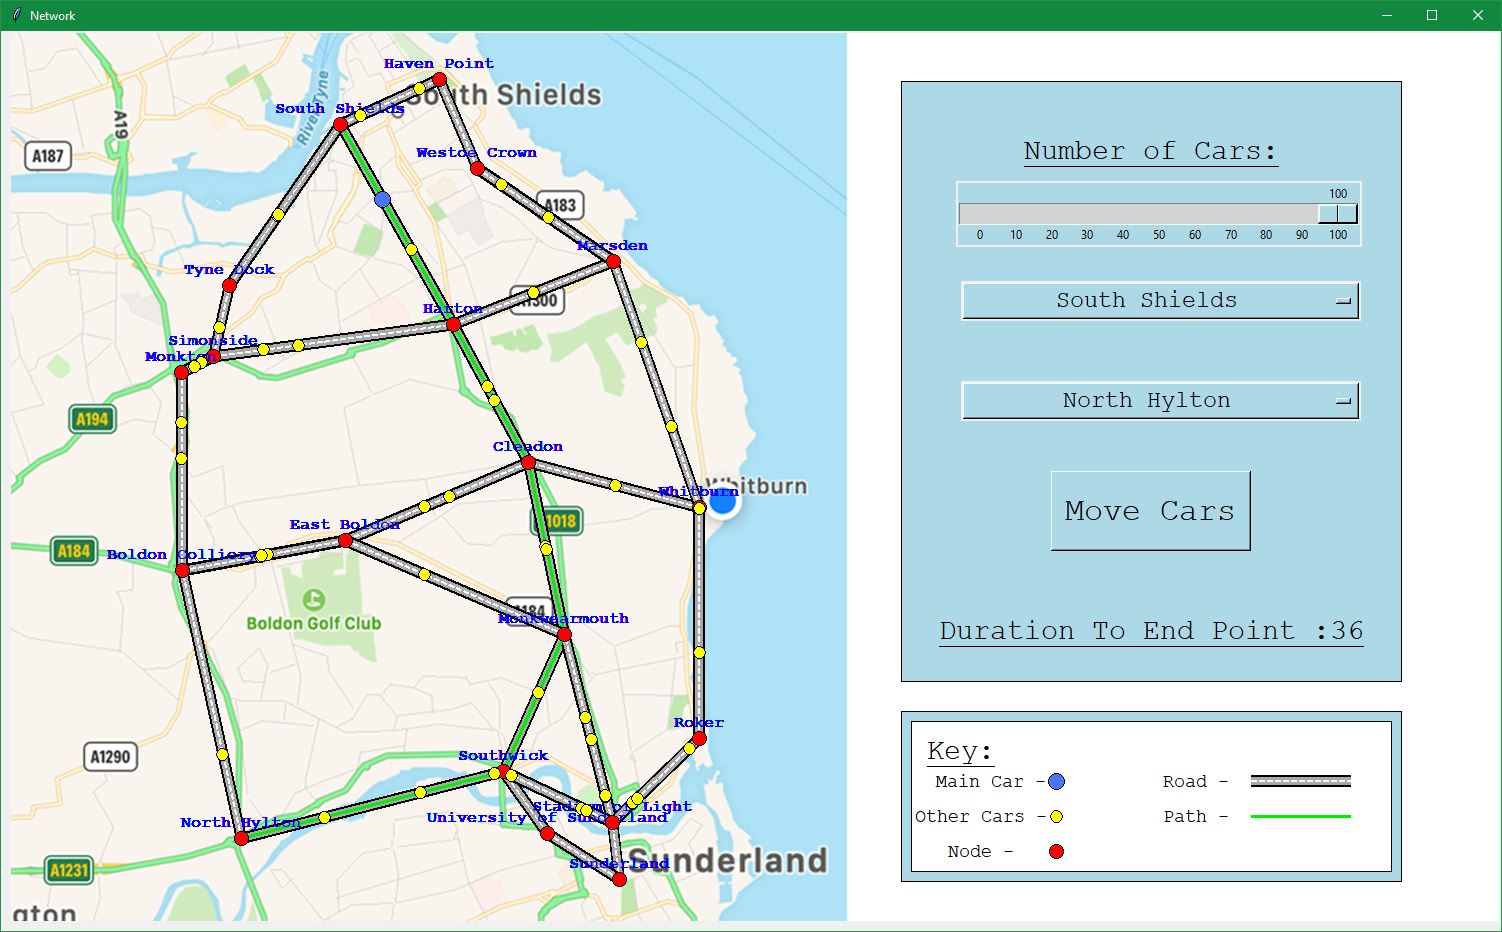 Network
Haven Point
South Shields
South Shields
River Tyne
A19
A187
Westoe Crown
A183
Marsden
Tyne Dock
Harton
A1300
Simonside
Monkton
A194
Cleadon
Whitburn
Whitburn
East Boldon
A1018
Boldon Colliery
A184
A184
Monkwearmouth
Boldon Golf Club
Roker
A1290
Southwick
Stadium of Light
University of Sunderland
North Hylton
Sunderland
Sunderland
A1231
gton
Number of Cars:
100
0 10 20 30 40 50 60 70 80 90 100
South Shields
North Hylton
Move Cars
Duration To End Point :36
Key:
Main Car - Road -
Other Cars - Path -
Node -